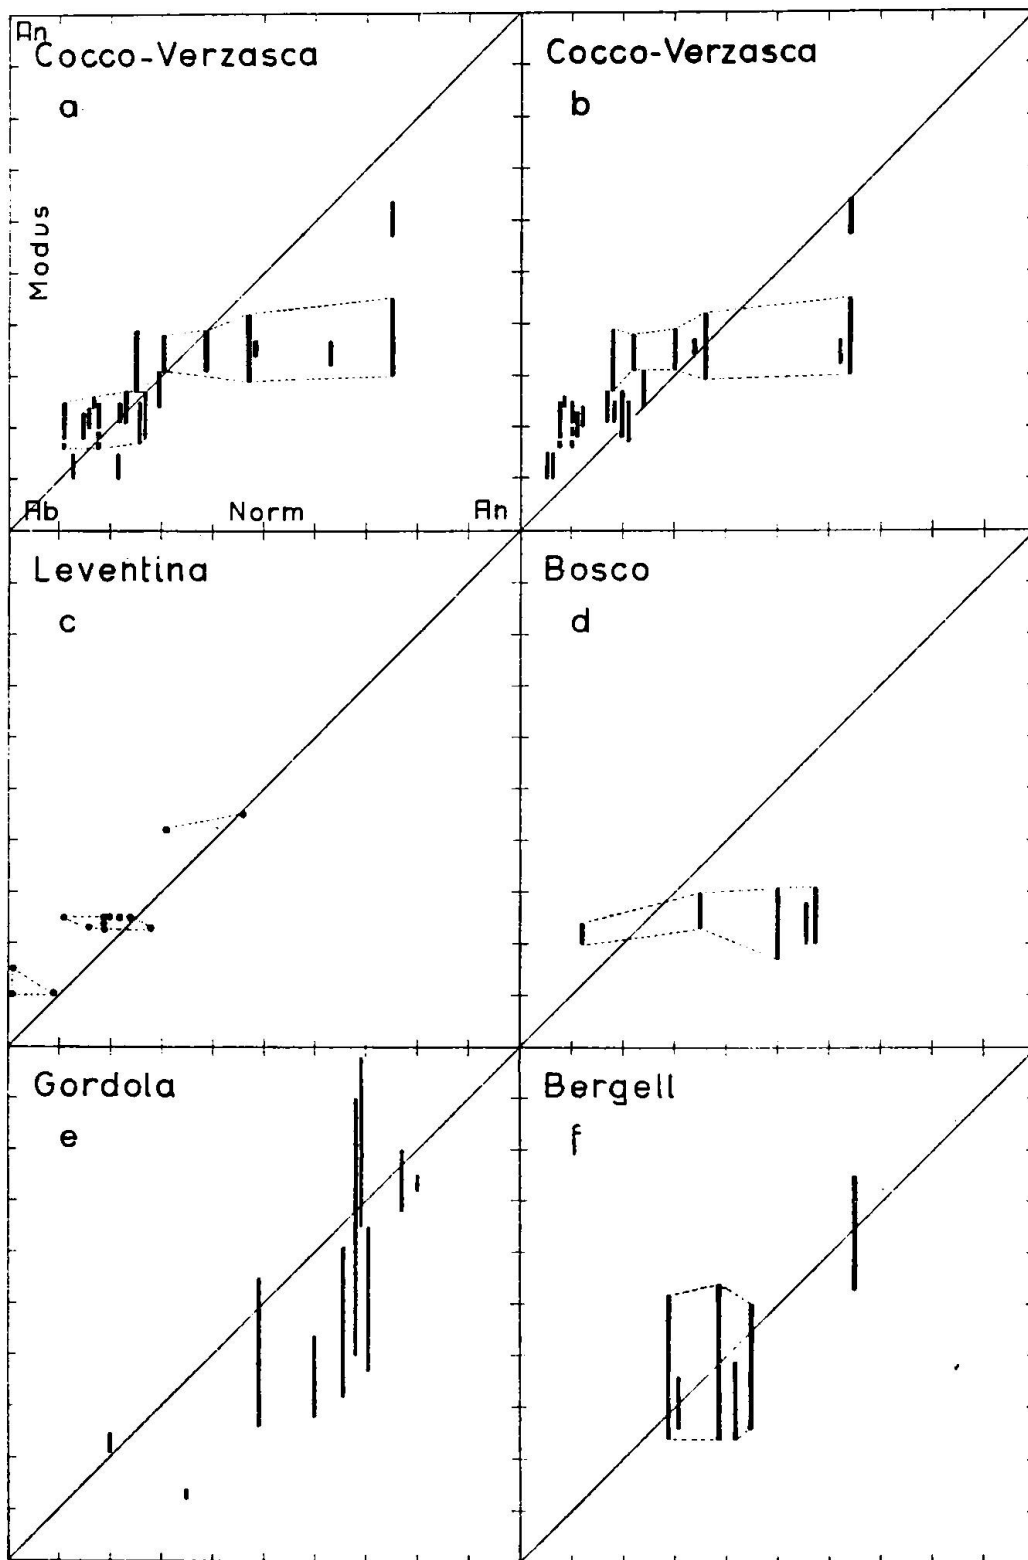 An
Cocco-Verzasca
a
Modus
Ab
Norm
An
Cocco-Verzasca
b
Leventina
c
Bosco
d
Gordola
e
Bergell
f